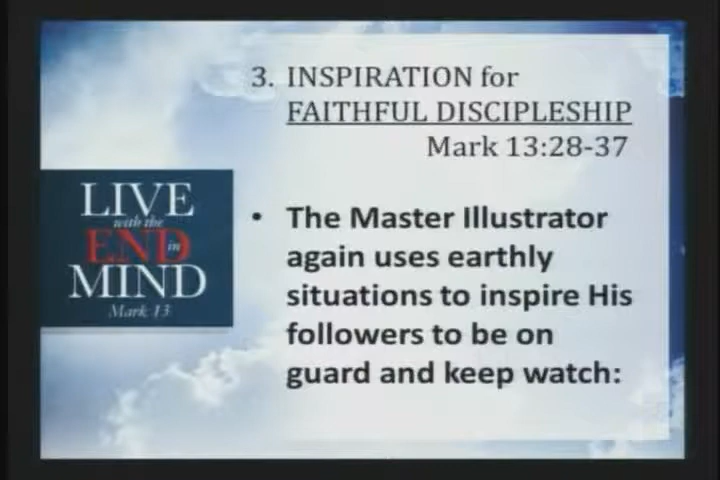 3. INSPIRATION for
FAITHFUL DISCIPLESHIP
Mark 13:28-37
LIVE
with the
END in
MIND
Mark 13
• The Master Illustrator
again uses earthly
situations to inspire His
followers to be on
guard and keep watch: